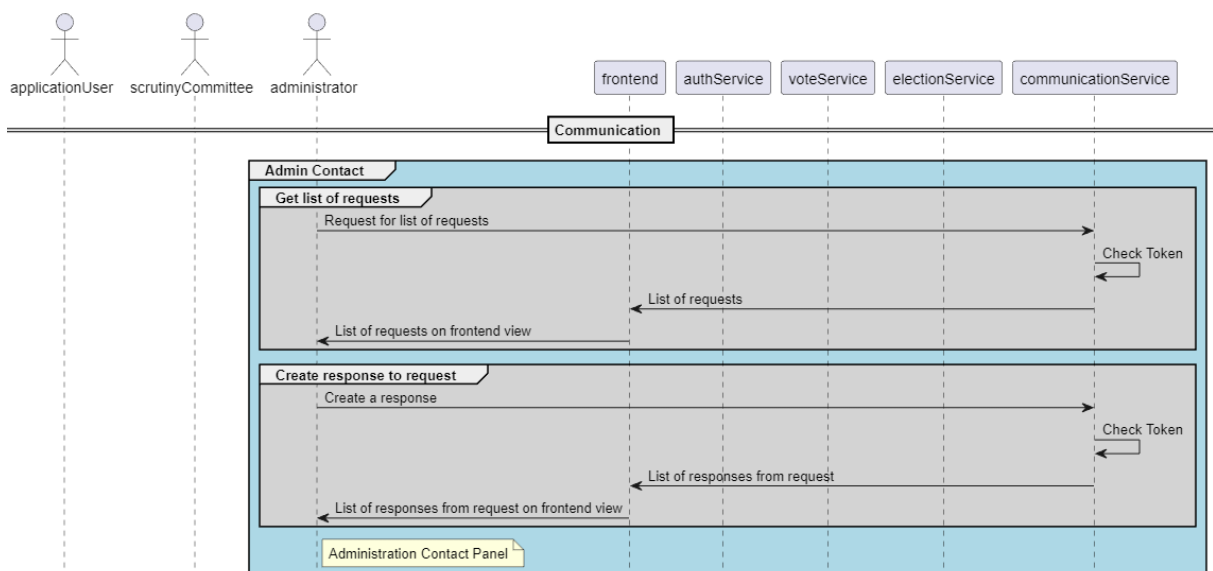 applicationUser scrutinyCommittee administrator frontend authService voteService electionService communicationService
Communication
Admin Contact
Get list of requests
Request for list of requests
Check Token
List of requests
List of requests on frontend view
Create response to request
Create a response
Check Token
List of responses from request
List of responses from request on frontend view
Administration Contact Panel